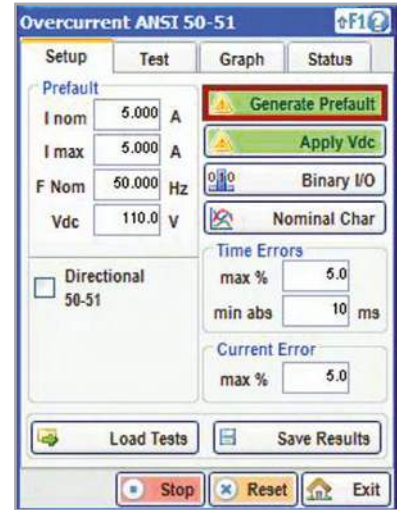 Overcurrent ANSI 50-51 F1
Setup Test Graph Status
Prefault
I nom 5.000 A
I max 5.000 A
F Nom 50.000 Hz
Vdc 110.0 V
Directional
50-51
Generate Prefault
Apply Vdc
010 Binary I/O
Nominal Char
Time Errors
max % 5.0
min abs 10 ms
Current Error
max % 5.0
Load Tests Save Results
Stop Reset Exit